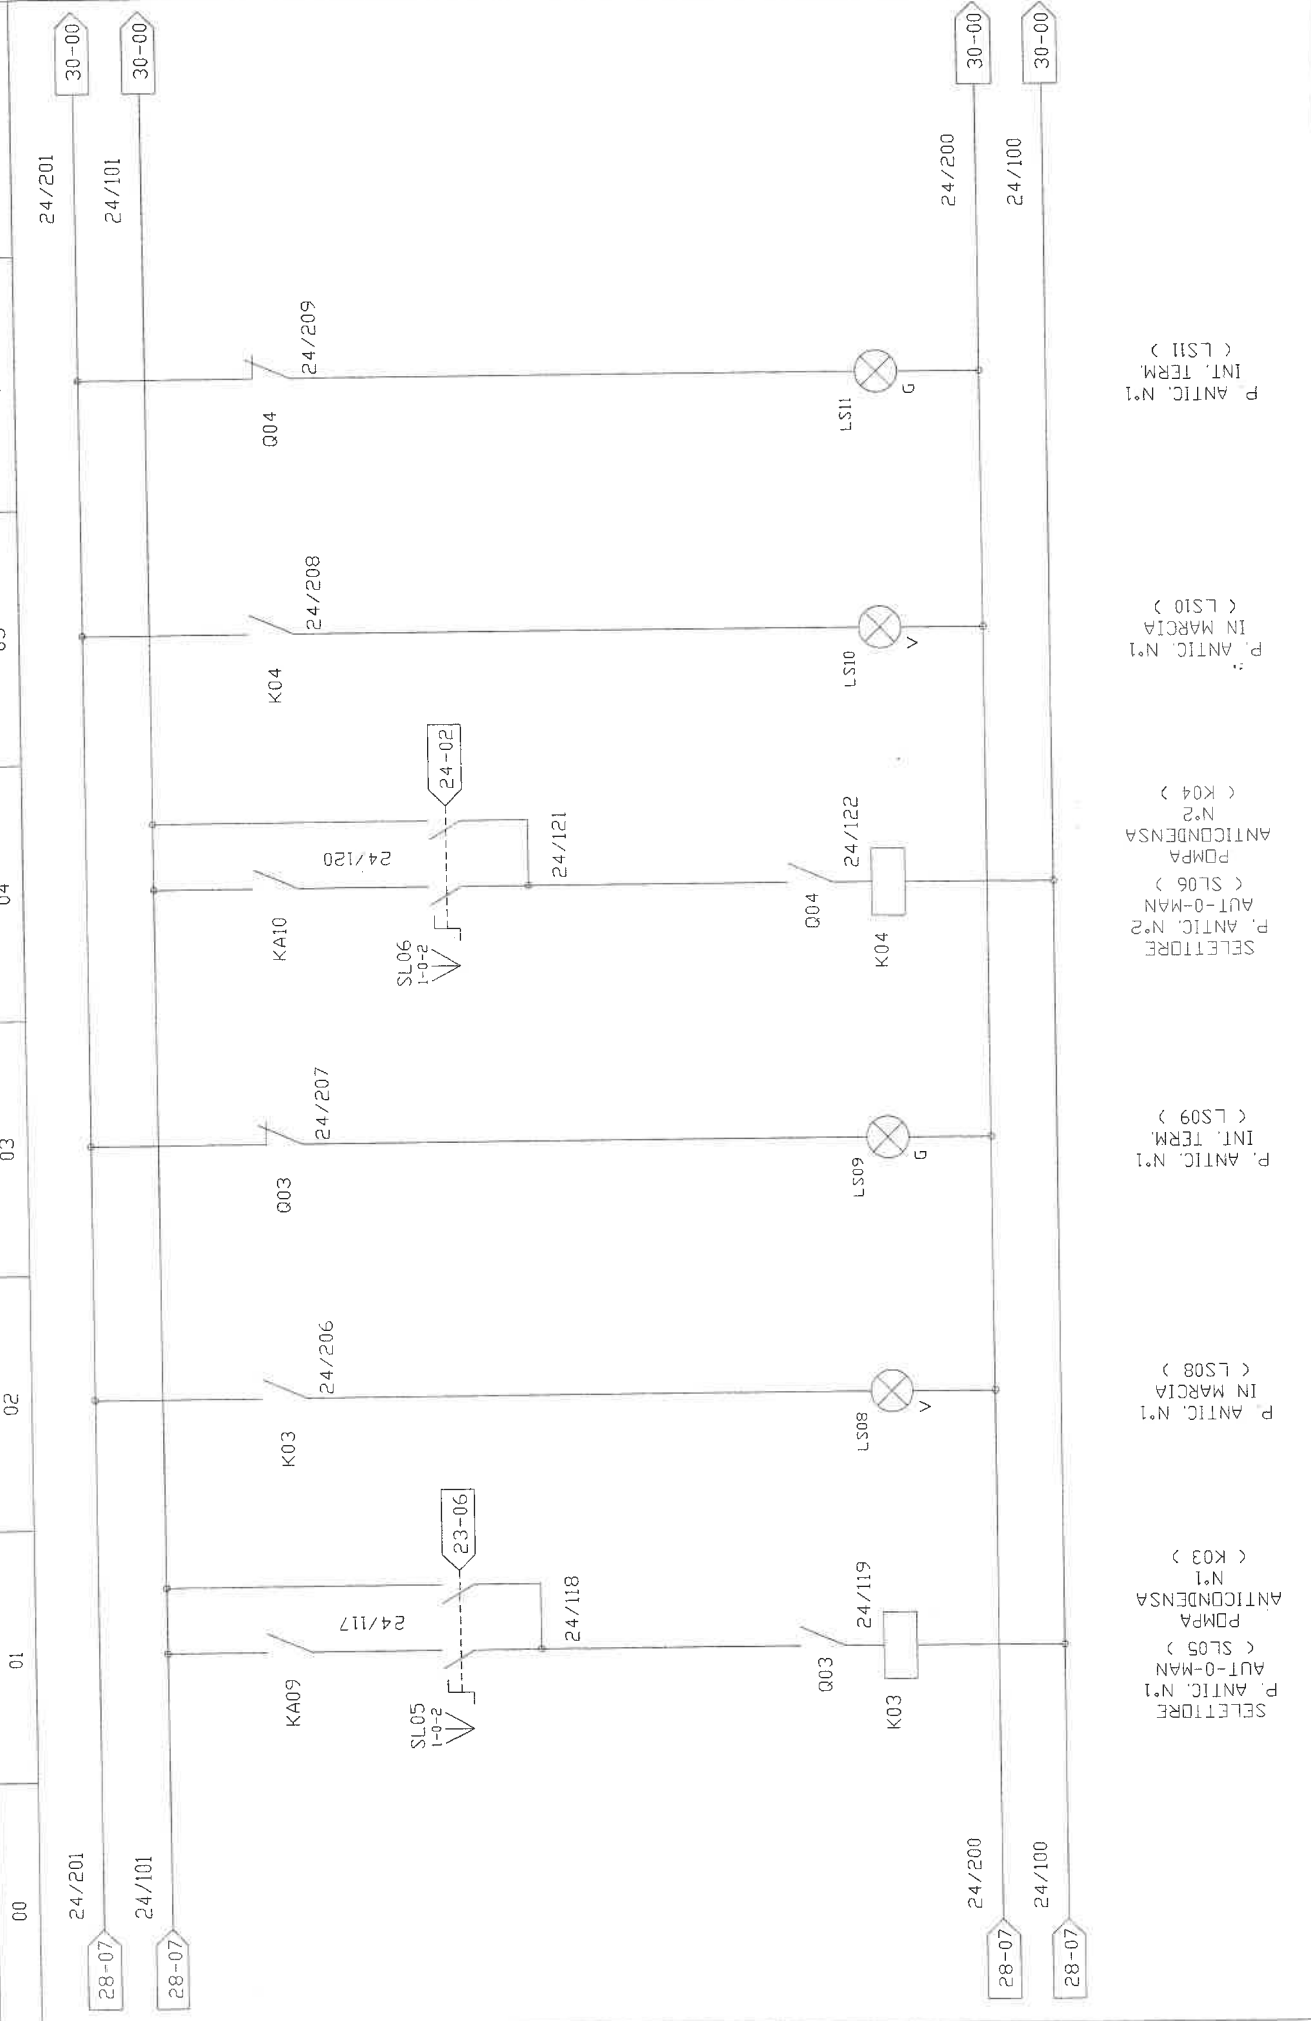 00
01
02
03
04
28-07
24/201
24/201
30-00
28-07
24/101
24/101
30-00
KA09
24/117
SL05
1-0-2
23-06
24/118
Q03
24/119
K03
K03
24/206
LS08
V
Q03
24/207
LS09
G
KA10
24/120
SL06
1-0-2
24-02
24/121
Q04
24/122
K04
K04
24/208
LS10
V
Q04
24/209
LS11
G
28-07
24/200
24/200
30-00
28-07
24/100
24/100
30-00
SELETTORE
P. ANTIC. N°1
AUT-0-MAN
( SL05 )
POMPA
ANTICONDENSA
N°1
( K03 )
P. ANTIC. N°1
IN MARCIA
( LS08 )
P. ANTIC. N°1
INT. TERM.
( LS09 )
SELETTORE
P. ANTIC. N°2
AUT-0-MAN
( SL06 )
POMPA
ANTICONDENSA
N°2
( K04 )
P. ANTIC. N°1
IN MARCIA
( LS10 )
P. ANTIC. N°1
INT. TERM.
( LS11 )